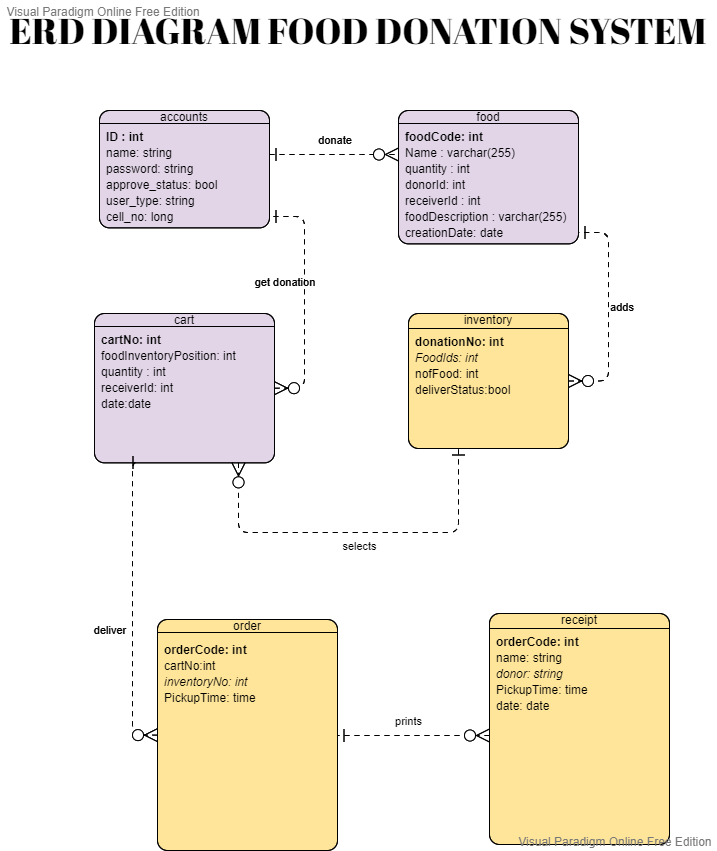 Visual Paradigm Online Free Edition
ERD DIAGRAM FOOD DONATION SYSTEM
accounts
ID : int
name: string
password: string
approve_status: bool
user_type: string
cell_no: long
donate
food
foodCode: int
Name : varchar(255)
quantity : int
donorId: int
receiverId : int
foodDescription : varchar(255)
creationDate: date
get donation
adds
cart
cartNo: int
foodInventoryPosition: int
quantity : int
receiverId: int
date:date
inventory
donationNo: int
FoodIds: int
nofFood: int
deliverStatus:bool
selects
deliver
order
orderCode: int
cartNo:int
inventoryNo: int
PickupTime: time
prints
receipt
orderCode: int
name: string
donor: string
PickupTime: time
date: date
Visual Paradigm Online Free Edition